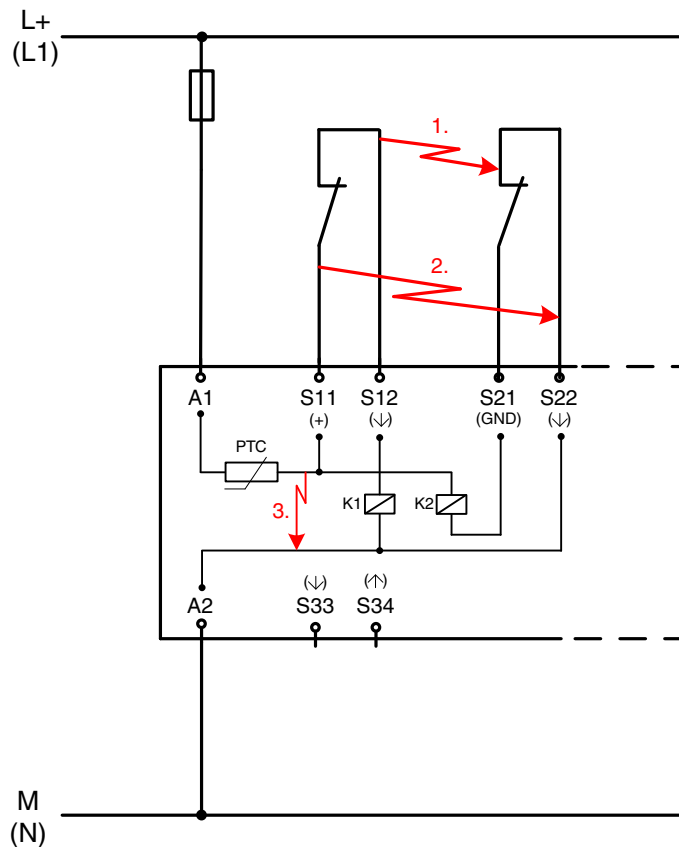 L+
(L1)
1.
2.
A1 S11 S12 S21 S22
(+) (↓) (GND) (↓)
PTC
3. K1 K2
(↓) (↑)
A2 S33 S34
M
(N)